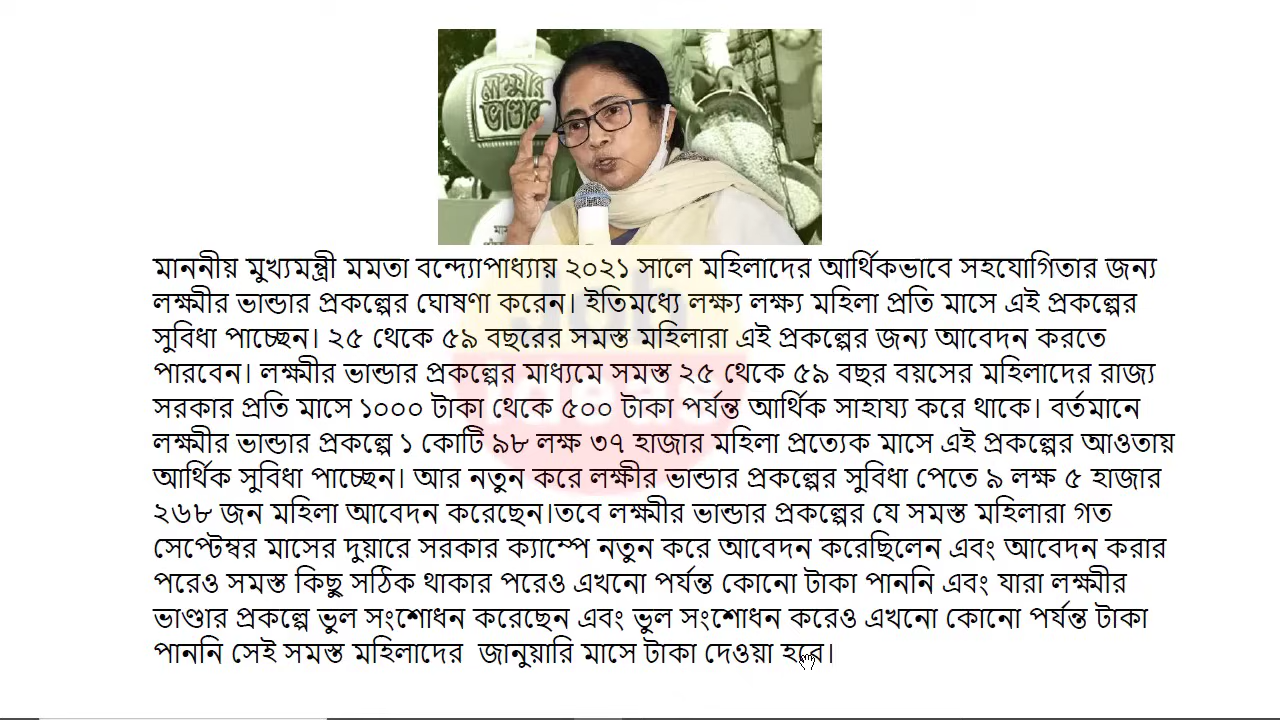 লক্ষ্মীর
ভাণ্ডার
মাননীয় মুখ্যমন্ত্রী মমতা বন্দ্যোপাধ্যায় ২০২১ সালে মহিলাদের আর্থিকভাবে সহযোগিতার জন্য
লক্ষ্মীর ভান্ডার প্রকল্পের ঘোষণা করেন। ইতিমধ্যে লক্ষ্য লক্ষ্য মহিলা প্রতি মাসে এই প্রকল্পের
সুবিধা পাচ্ছেন। ২৫ থেকে ৫৯ বছরের সমস্ত মহিলারা এই প্রকল্পের জন্য আবেদন করতে
পারবেন। লক্ষ্মীর ভান্ডার প্রকল্পের মাধ্যমে সমস্ত ২৫ থেকে ৫৯ বছর বয়সের মহিলাদের রাজ্য
সরকার প্রতি মাসে ১০০০ টাকা থেকে ৫০০ টাকা পর্যন্ত আর্থিক সাহায্য করে থাকে। বর্তমানে
লক্ষ্মীর ভান্ডার প্রকল্পে ১ কোটি ৯৮ লক্ষ ৩৭ হাজার মহিলা প্রত্যেক মাসে এই প্রকল্পের আওতায়
আর্থিক সুবিধা পাচ্ছেন। আর নতুন করে লক্ষীর ভান্ডার প্রকল্পের সুবিধা পেতে ৯ লক্ষ ৫ হাজার
২৬৮ জন মহিলা আবেদন করেছেন।তবে লক্ষ্মীর ভান্ডার প্রকল্পের যে সমস্ত মহিলারা গত
সেপ্টেম্বর মাসের দুয়ারে সরকার ক্যাম্পে নতুন করে আবেদন করেছিলেন এবং আবেদন করার
পরেও সমস্ত কিছু সঠিক থাকার পরেও এখনো পর্যন্ত কোনো টাকা পাননি এবং যারা লক্ষ্মীর
ভাণ্ডার প্রকল্পে ভুল সংশোধন করেছেন এবং ভুল সংশোধন করেও এখনো কোনো পর্যন্ত টাকা
পাননি সেই সমস্ত মহিলাদের জানুয়ারি মাসে টাকা দেওয়া হবে।
Job
ideas